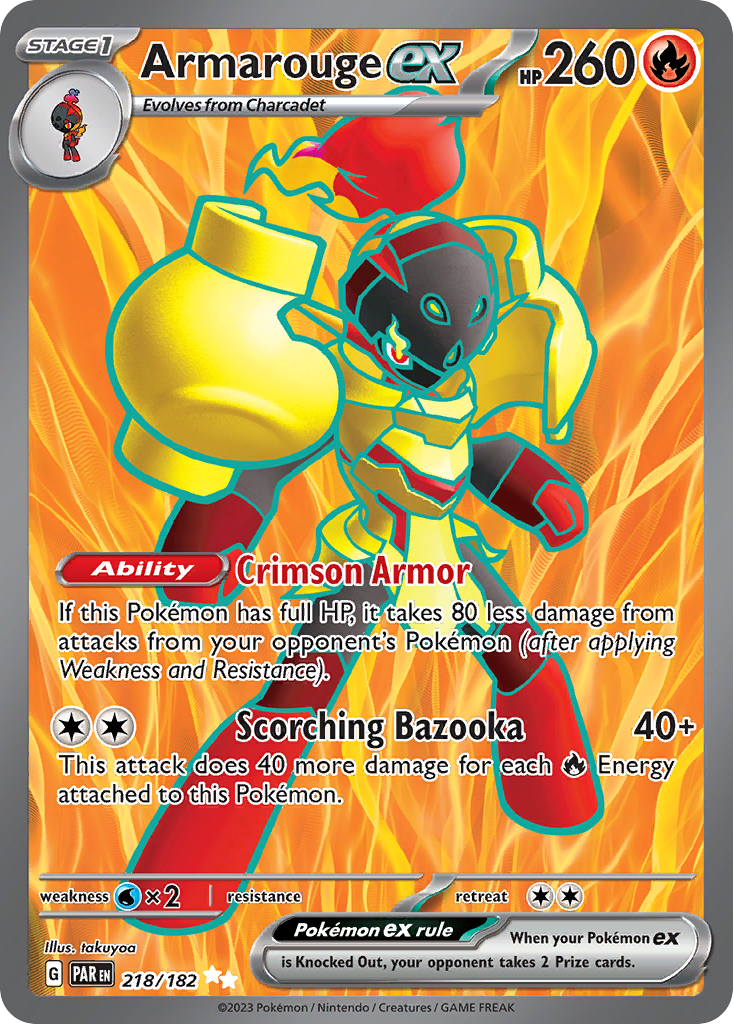 STAGE 1
Armarouge ex HP 260
Evolves from Charcadet
Ability Crimson Armor
If this Pokémon has full HP, it takes 80 less damage from
attacks from your opponent's Pokémon (after applying
Weakness and Resistance).
Scorching Bazooka 40+
This attack does 40 more damage for each Energy
attached to this Pokémon.
weakness ×2 resistance retreat
Illus. takuyoa
Pokémon ex rule When your Pokémon ex
is Knocked Out, your opponent takes 2 Prize cards.
G PAR EN 218/182
©2023 Pokémon / Nintendo / Creatures / GAME FREAK